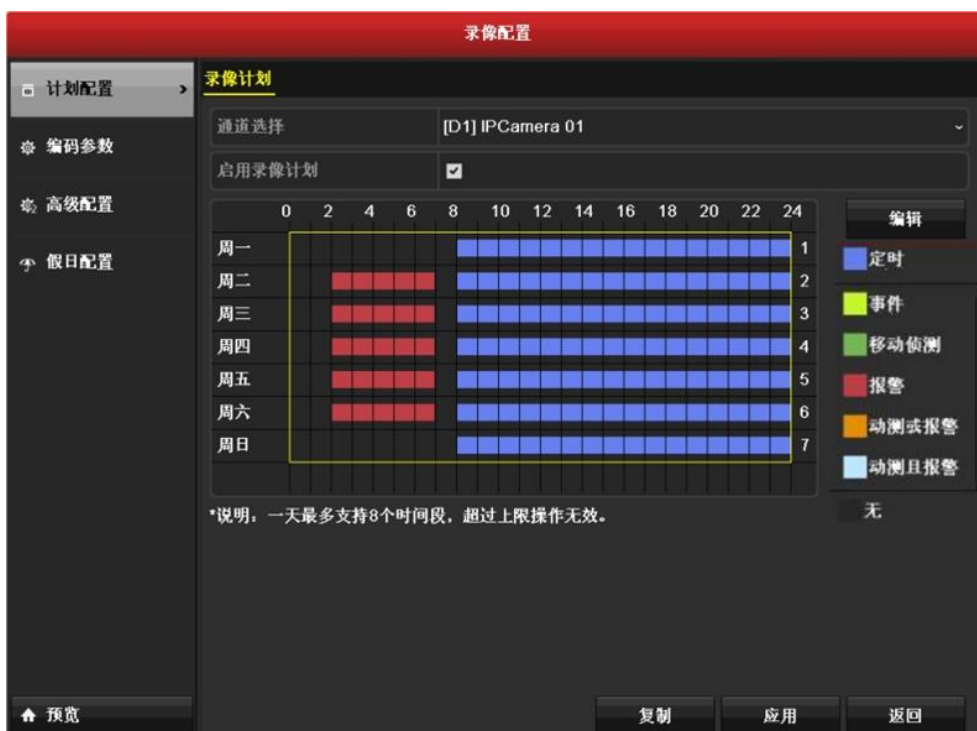 录像配置
计划配置 >
编码参数
高级配置
假日配置
录像计划
通道选择 [D1] IPCamera 01
启用录像计划
0 2 4 6 8 10 12 14 16 18 20 22 24
周一 1
周二 2
周三 3
周四 4
周五 5
周六 6
周日 7
编辑
定时
事件
移动侦测
报警
动测或报警
动测且报警
无
*说明：一天最多支持8个时间段，超过上限操作无效。
预览
复制 应用 返回